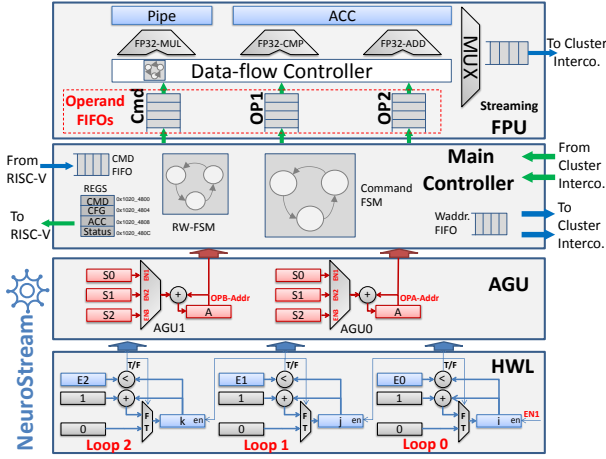 Pipe
ACC
FP32-MUL
FP32-CMP
FP32-ADD
MUX
To Cluster
Interco.
Data-flow Controller
Operand
FIFOs
Cmd
OP1
OP2
Streaming
FPU
From
RISC-V
CMD
FIFO
REGS
CMD 0x1020_4800
CFG 0x1020_4804
ACC 0x1020_4808
Status 0x1020_480C
To
RISC-V
RW-FSM
Command
FSM
Main
Controller
Waddr.
FIFO
From
Cluster
Interco.
To
Cluster
Interco.
NeuroStream
S0
S1
S2
EN1
EN2
EN3
+
OPB-Addr
A
AGU1
S0
S1
S2
EN1
EN2
EN3
+
OPA-Addr
A
AGU0
AGU
HWL
T/F
E2
<
1
+
F
T
k
en
0
Loop 2
T/F
E1
<
1
+
F
T
j
en
0
Loop 1
T/F
E0
<
1
+
F
T
i
en
EN1
0
Loop 0